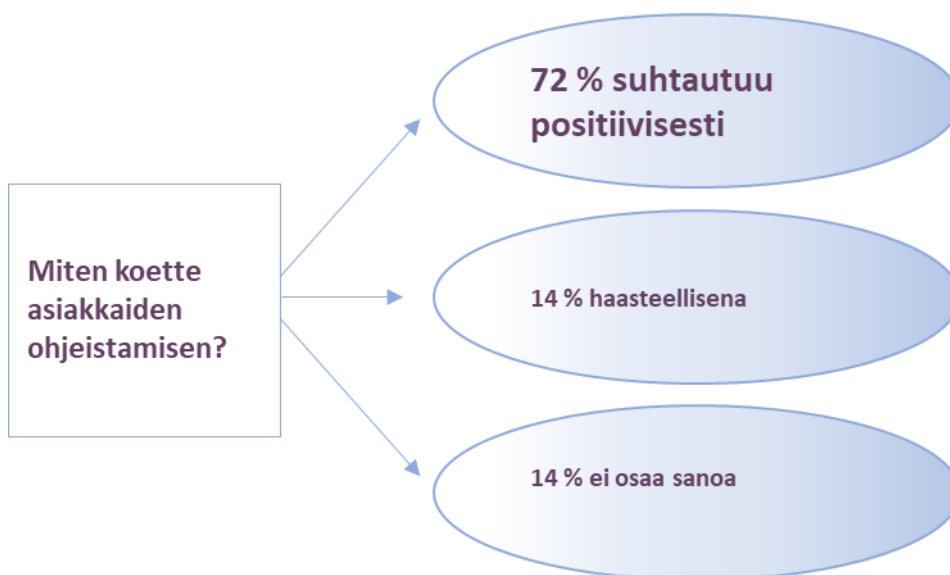 Miten koette
asiakkaiden
ohjeistamisen?
72 % suhtautuu
positiivisesti
14 % haasteellisena
14 % ei osaa sanoa